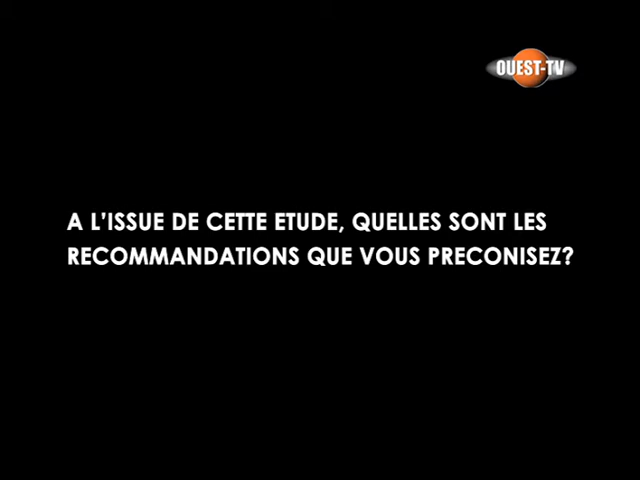 OUEST-TV
A L'ISSUE DE CETTE ETUDE, QUELLES SONT LES
RECOMMANDATIONS QUE VOUS PRECONISEZ?